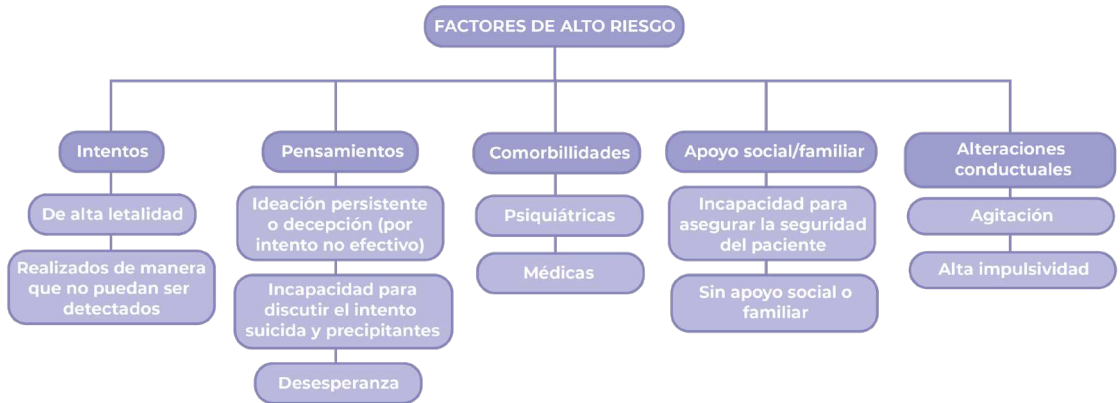 FACTORES DE ALTO RIESGO
Intentos
De alta letalidad
Realizados de manera
que no puedan ser
detectados
Pensamientos
Ideación persistente
o decepción (por
intento no efectivo)
Incapacidad para
discutir el intento
suicida y precipitantes
Desesperanza
Comorbillidades
Psiquiátricas
Médicas
Apoyo social/familiar
Incapacidad para
asegurar la seguridad
del paciente
Sin apoyo social o
familiar
Alteraciones
conductuales
Agitación
Alta impulsividad